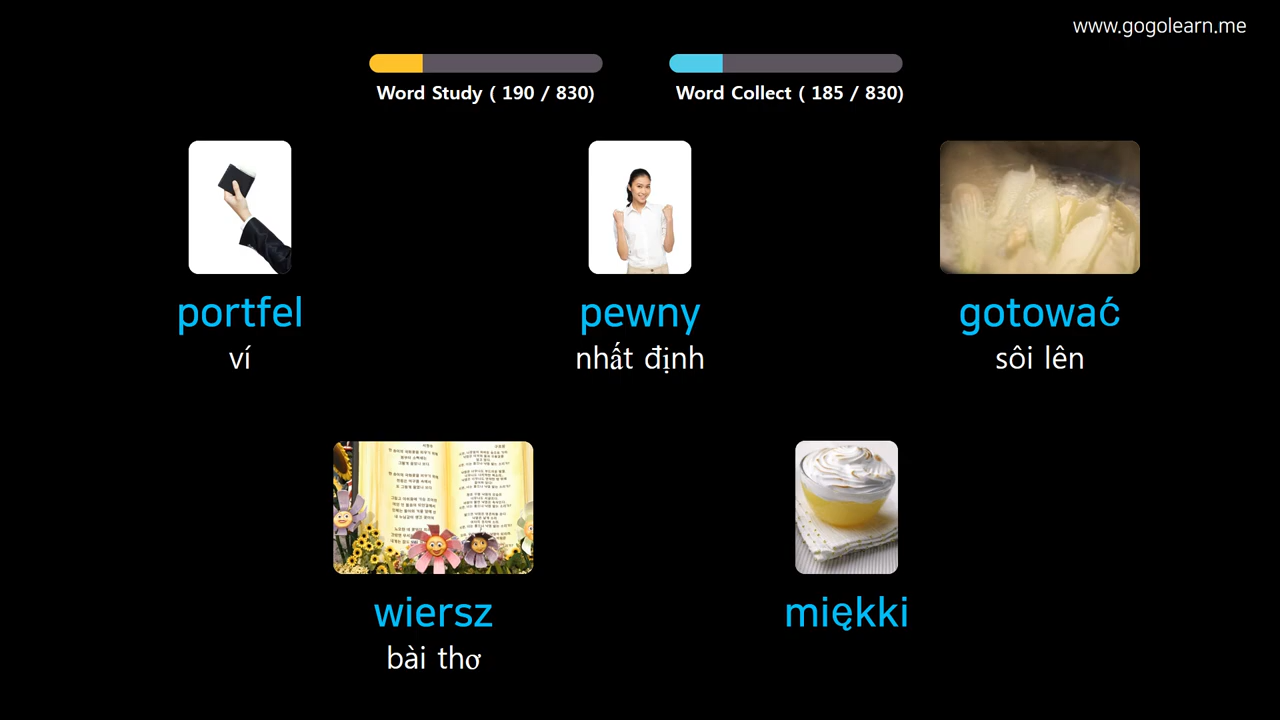 www.gogolearn.me
Word Study ( 190 / 830)
Word Collect ( 185 / 830)
portfel
ví
pewny
nhất định
gotować
sôi lên
wiersz
bài thơ
miękki